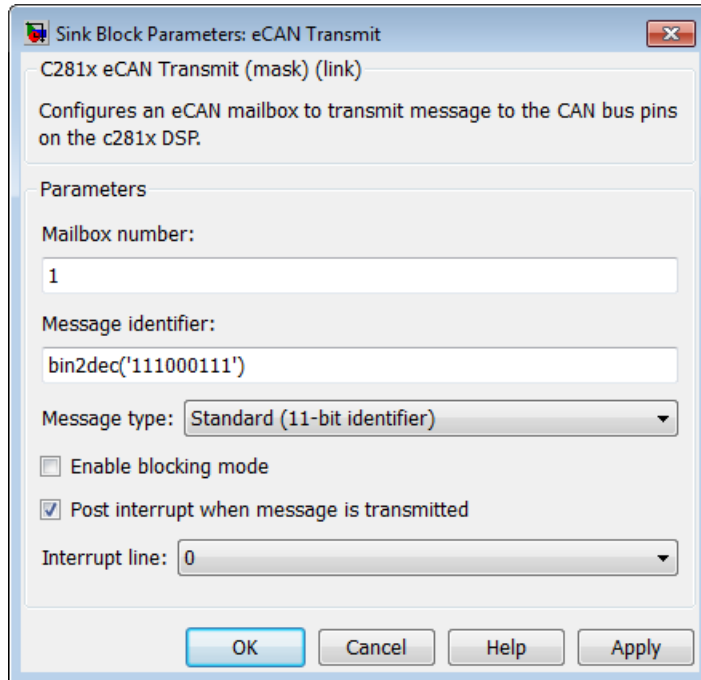 Sink Block Parameters: eCAN Transmit
C281x eCAN Transmit (mask) (link)
Configures an eCAN mailbox to transmit message to the CAN bus pins
on the c281x DSP.
Parameters
Mailbox number:
1
Message identifier:
bin2dec('111000111')
Message type: Standard (11-bit identifier)
Enable blocking mode
Post interrupt when message is transmitted
Interrupt line: 0
OK Cancel Help Apply